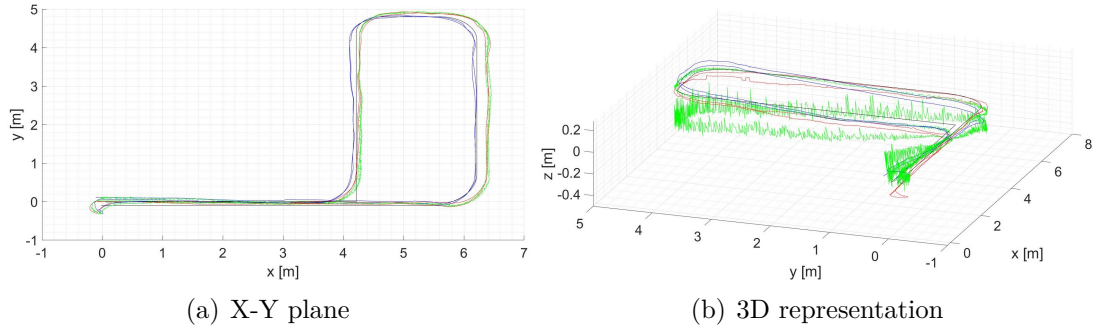 5
4
3
2
1
0
-1
y [m]
-1 0 1 2 3 4 5 6 7
x [m]
(a) X-Y plane
0.2
0
-0.2
-0.4
z [m]
5 4 3 2 1 0 -1
y [m]
0 2 4 6 8
x [m]
(b) 3D representation